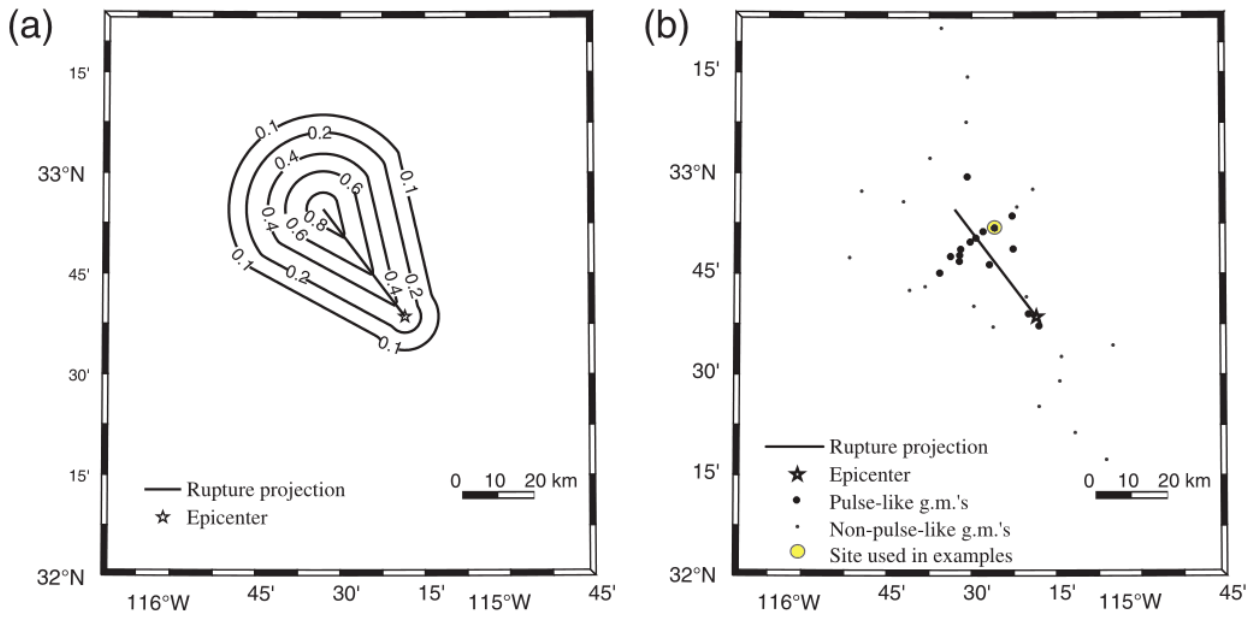 (a)
15'
33°N
45'
30'
15'
32°N
116°W
45'
30'
15'
115°W
45'
0.1
0.2
0.4
0.6
0.8
0.1
0.4
0.6
0.1
0.2
0.4
0.2
0.1
0 10 20 km
Rupture projection
Epicenter
(b)
15'
33°N
45'
30'
15'
32°N
116°W
45'
30'
15'
115°W
45'
Rupture projection
Epicenter
0 10 20 km
Pulse-like g.m.'s
Non-pulse-like g.m.'s
Site used in examples